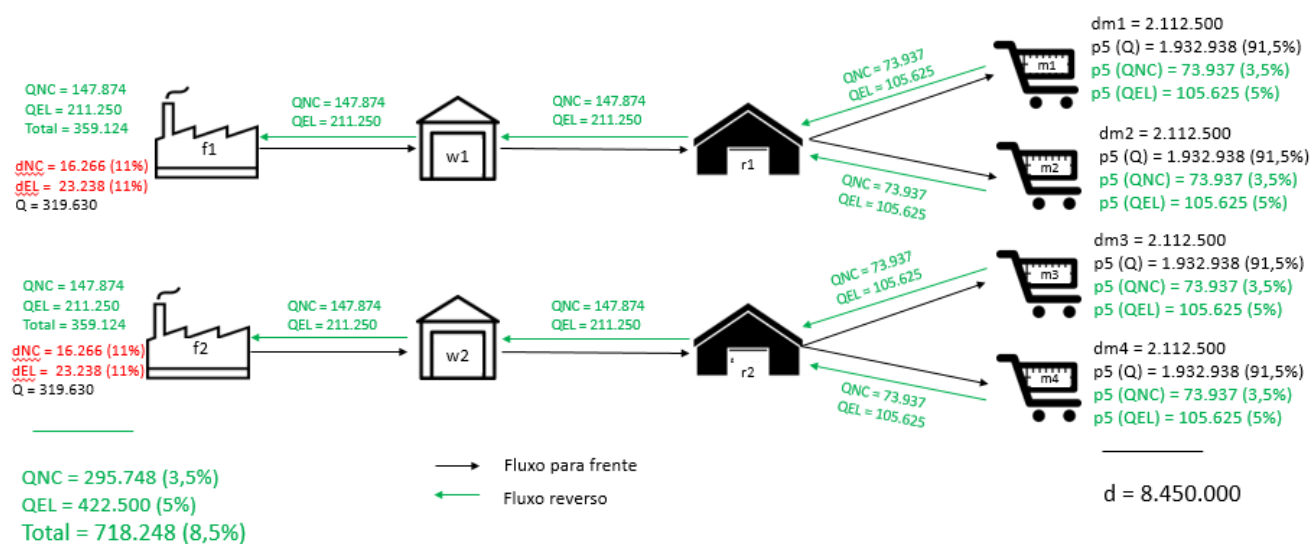 dm1 = 2.112.500
p5 (Q) = 1.932.938 (91,5%)
p5 (QNC) = 73.937 (3,5%)
p5 (QEL) = 105.625 (5%)
m1
QNC = 73.937
QEL = 105.625
QNC = 147.874
QEL = 211.250
Total = 359.124
dNC = 16.266 (11%)
dEL = 23.238 (11%)
Q = 319.630
f1
QNC = 147.874
QEL = 211.250
w1
QNC = 147.874
QEL = 211.250
r1
QNC = 73.937
QEL = 105.625
dm2 = 2.112.500
p5 (Q) = 1.932.938 (91,5%)
p5 (QNC) = 73.937 (3,5%)
p5 (QEL) = 105.625 (5%)
m2
dm3 = 2.112.500
p5 (Q) = 1.932.938 (91,5%)
p5 (QNC) = 73.937 (3,5%)
p5 (QEL) = 105.625 (5%)
m3
QNC = 73.937
QEL = 105.625
QNC = 147.874
QEL = 211.250
Total = 359.124
dNC = 16.266 (11%)
dEL = 23.238 (11%)
Q = 319.630
f2
QNC = 147.874
QEL = 211.250
w2
QNC = 147.874
QEL = 211.250
r2
QNC = 73.937
QEL = 105.625
dm4 = 2.112.500
p5 (Q) = 1.932.938 (91,5%)
p5 (QNC) = 73.937 (3,5%)
p5 (QEL) = 105.625 (5%)
m4
QNC = 295.748 (3,5%)
QEL = 422.500 (5%)
Total = 718.248 (8,5%)
Fluxo para frente
Fluxo reverso
d = 8.450.000